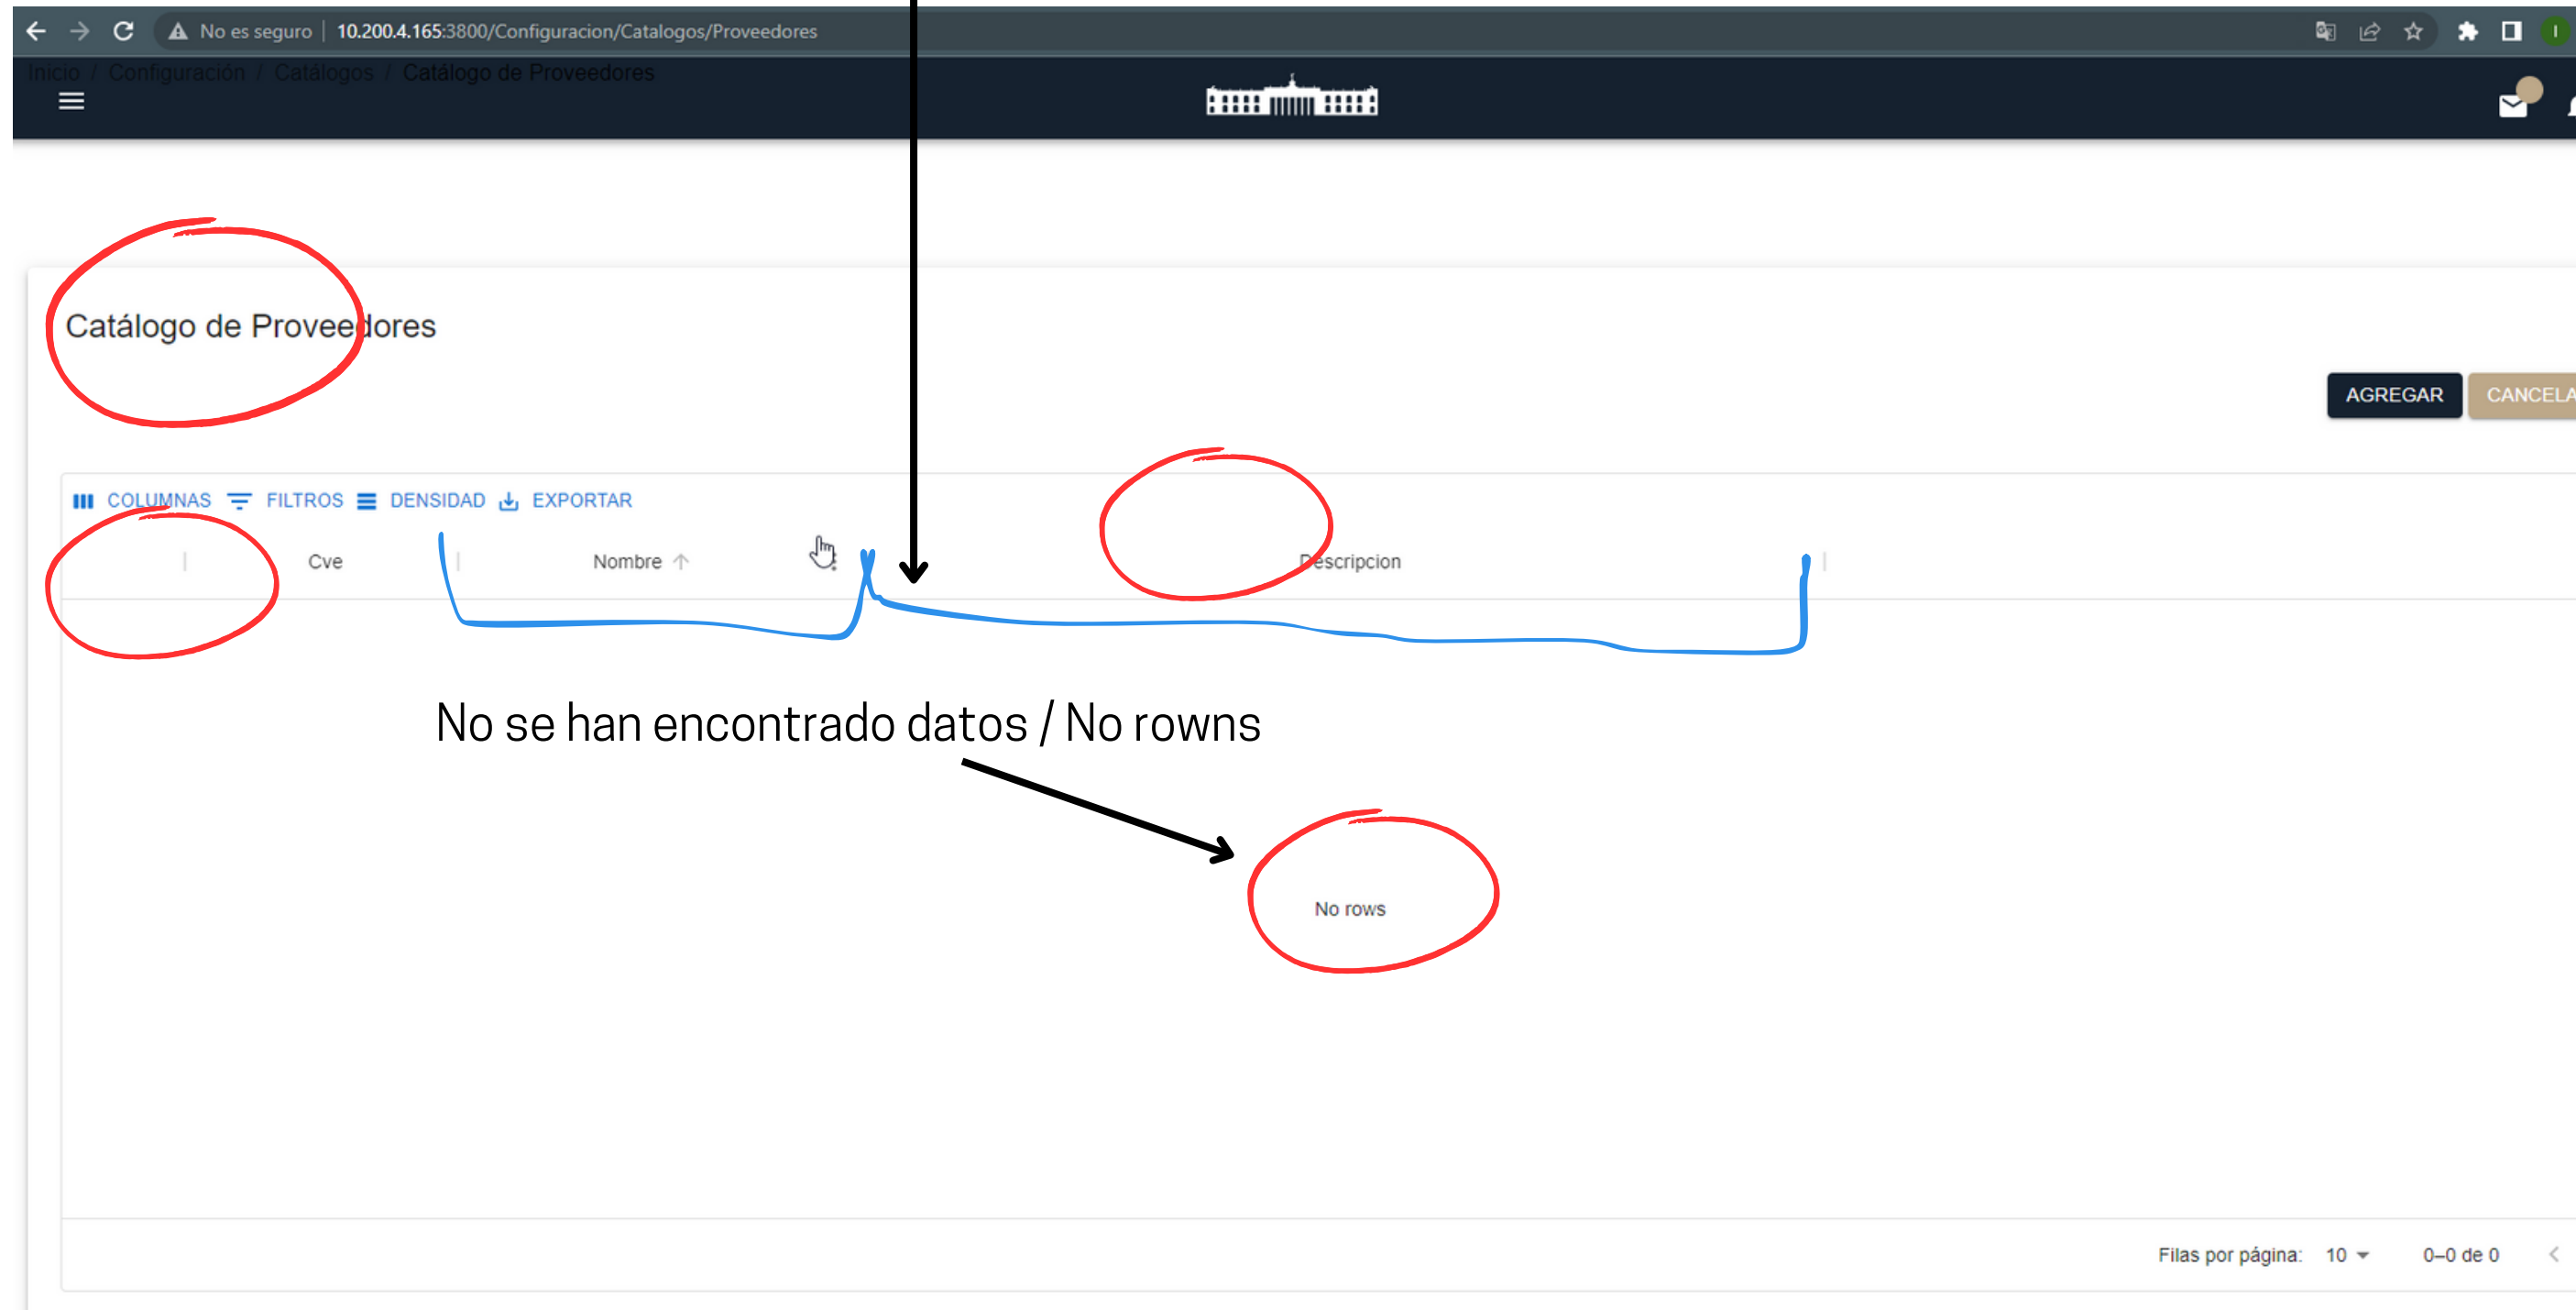 No es seguro | 10.200.4.165:3800/Configuracion/Catalogos/Proveedores
Inicio / Configuración / Catálogos / Catálogo de Proveedores
Catálogo de Proveedores
AGREGAR CANCELA
COLUMNAS FILTROS DENSIDAD EXPORTAR
Cve Nombre Descripcion
No se han encontrado datos / No rowns
No rows
Filas por página: 10 0–0 de 0